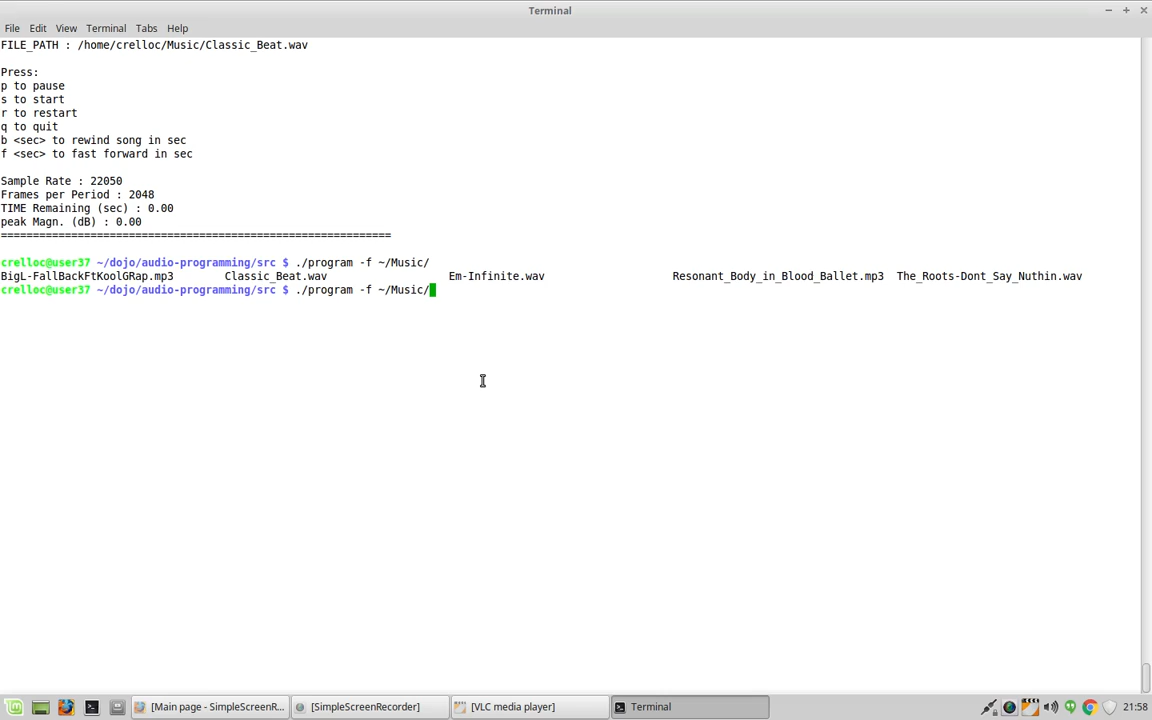 Terminal
File Edit View Terminal Tabs Help
FILE_PATH : /home/crelloc/Music/Classic_Beat.wav
Press:
p to pause
s to start
r to restart
q to quit
b <sec> to rewind song in sec
f <sec> to fast forward in sec
Sample Rate : 22050
Frames per Period : 2048
TIME Remaining (sec) : 0.00
peak Magn. (dB) : 0.00
=============================================================
crelloc@user37 ~/dojo/audio-programming/src $ ./program -f ~/Music/
BigL-FallBackFtKoolGRap.mp3 Classic_Beat.wav Em-Infinite.wav Resonant_Body_in_Blood_Ballet.mp3 The_Roots-Dont_Say_Nuthin.wav
crelloc@user37 ~/dojo/audio-programming/src $ ./program -f ~/Music/
[Main page - SimpleScreenR... [SimpleScreenRecorder] [VLC media player] Terminal 21:58